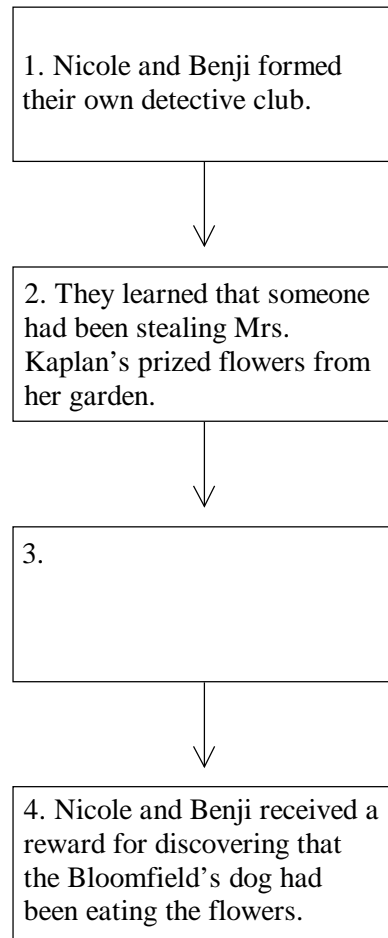 1. Nicole and Benji formed
their own detective club.
2. They learned that someone
had been stealing Mrs.
Kaplan’s prized flowers from
her garden.
3.
4. Nicole and Benji received a
reward for discovering that
the Bloomfield’s dog had
been eating the flowers.